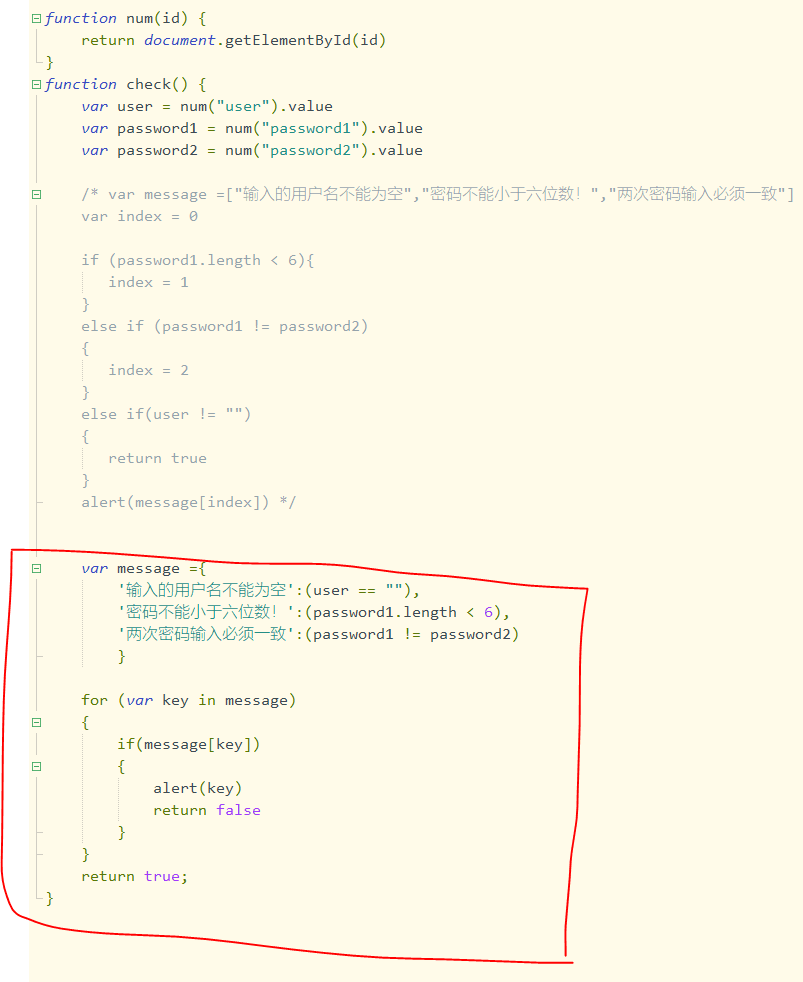 function num(id) {
    return document.getElementById(id)
}
function check() {
    var user = num("user").value
    var password1 = num("password1").value
    var password2 = num("password2").value
    /* var message =["输入的用户名不能为空","密码不能小于六位数！","两次密码输入必须一致"]
    var index = 0
    if (password1.length < 6){
       index = 1
    }
    else if (password1 != password2)
    {
       index = 2
    }
    else if(user != "")
    {
       return true
    }
    alert(message[index]) */
    var message ={
        '输入的用户名不能为空':(user == ""),
        '密码不能小于六位数！':(password1.length < 6),
        '两次密码输入必须一致':(password1 != password2)
        }
    for (var key in message)
    {
        if(message[key])
        {
            alert(key)
            return false
        }
    }
    return true;
}